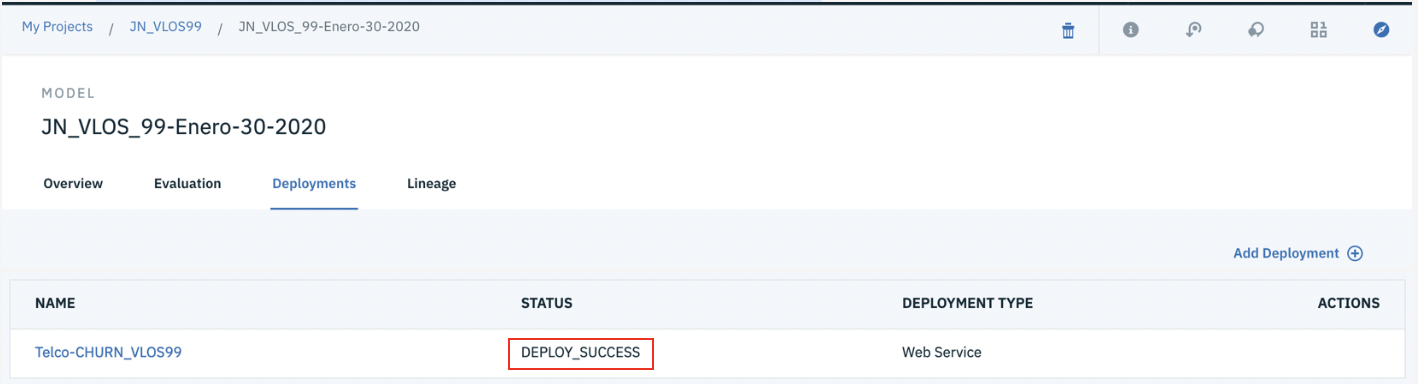 My Projects / JN_VLOS99 / JN_VLOS_99-Enero-30-2020
MODEL
JN_VLOS_99-Enero-30-2020
Overview Evaluation Deployments Lineage
Add Deployment
NAME STATUS DEPLOYMENT TYPE ACTIONS
Telco-CHURN_VLOS99 DEPLOY_SUCCESS Web Service